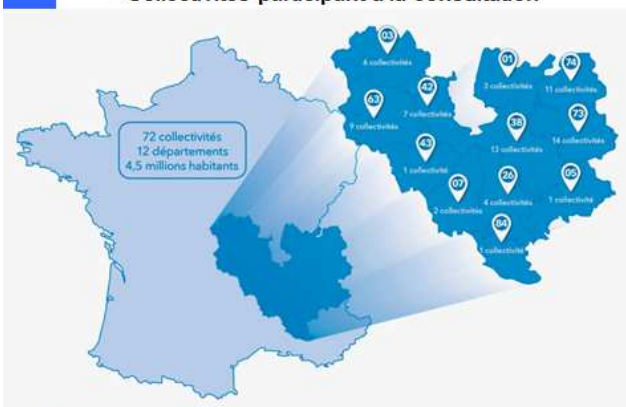 Collectivités participant à la consultation
72 collectivités
12 départements
4,5 millions habitants
03
6 collectivités
01
3 collectivités
74
11 collectivités
42
7 collectivités
63
9 collectivités
38
13 collectivités
73
14 collectivités
43
1 collectivité
07
2 collectivités
26
4 collectivités
05
1 collectivité
84
1 collectivité